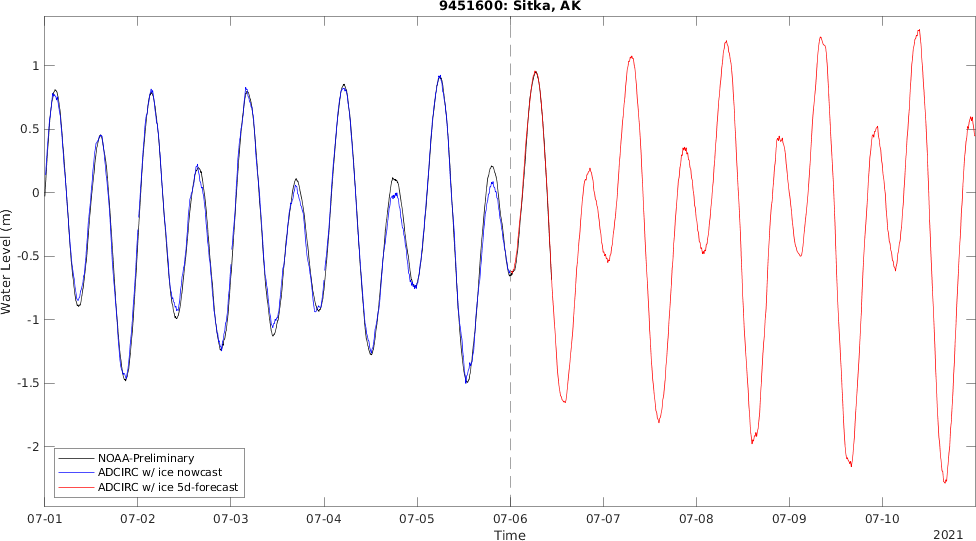 9451600: Sitka, AK
Water Level (m)
1
0.5
0
-0.5
-1
-1.5
-2
NOAA-Preliminary
ADCIRC w/ ice nowcast
ADCIRC w/ ice 5d-forecast
07-01 07-02 07-03 07-04 07-05 07-06 07-07 07-08 07-09 07-10
Time
2021